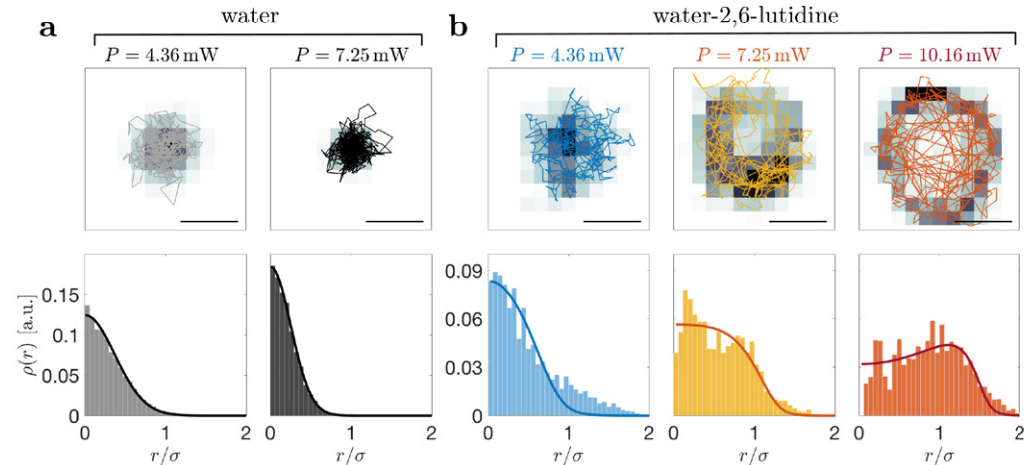 a
water
P = 4.36 mW
P = 7.25 mW
b
water-2,6-lutidine
P = 4.36 mW
P = 7.25 mW
P = 10.16 mW
ρ(r) [a.u.]
0.15
0.1
0.05
0
0 1 2
r/σ
0 1 2
r/σ
0.09
0.06
0.03
0
0 1 2
r/σ
0 1 2
r/σ
0 1 2
r/σ